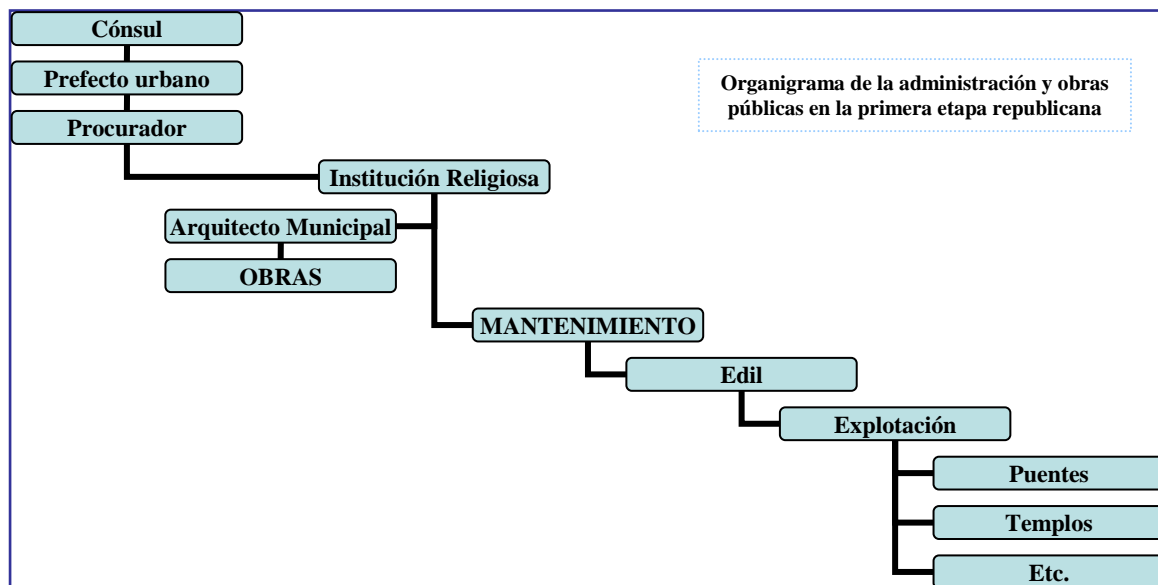 Cónsul
Prefecto urbano
Organigrama de la administración y obras
públicas en la primera etapa republicana
Procurador
Institución Religiosa
Arquitecto Municipal
OBRAS
MANTENIMIENTO
Edil
Explotación
Puentes
Templos
Etc.